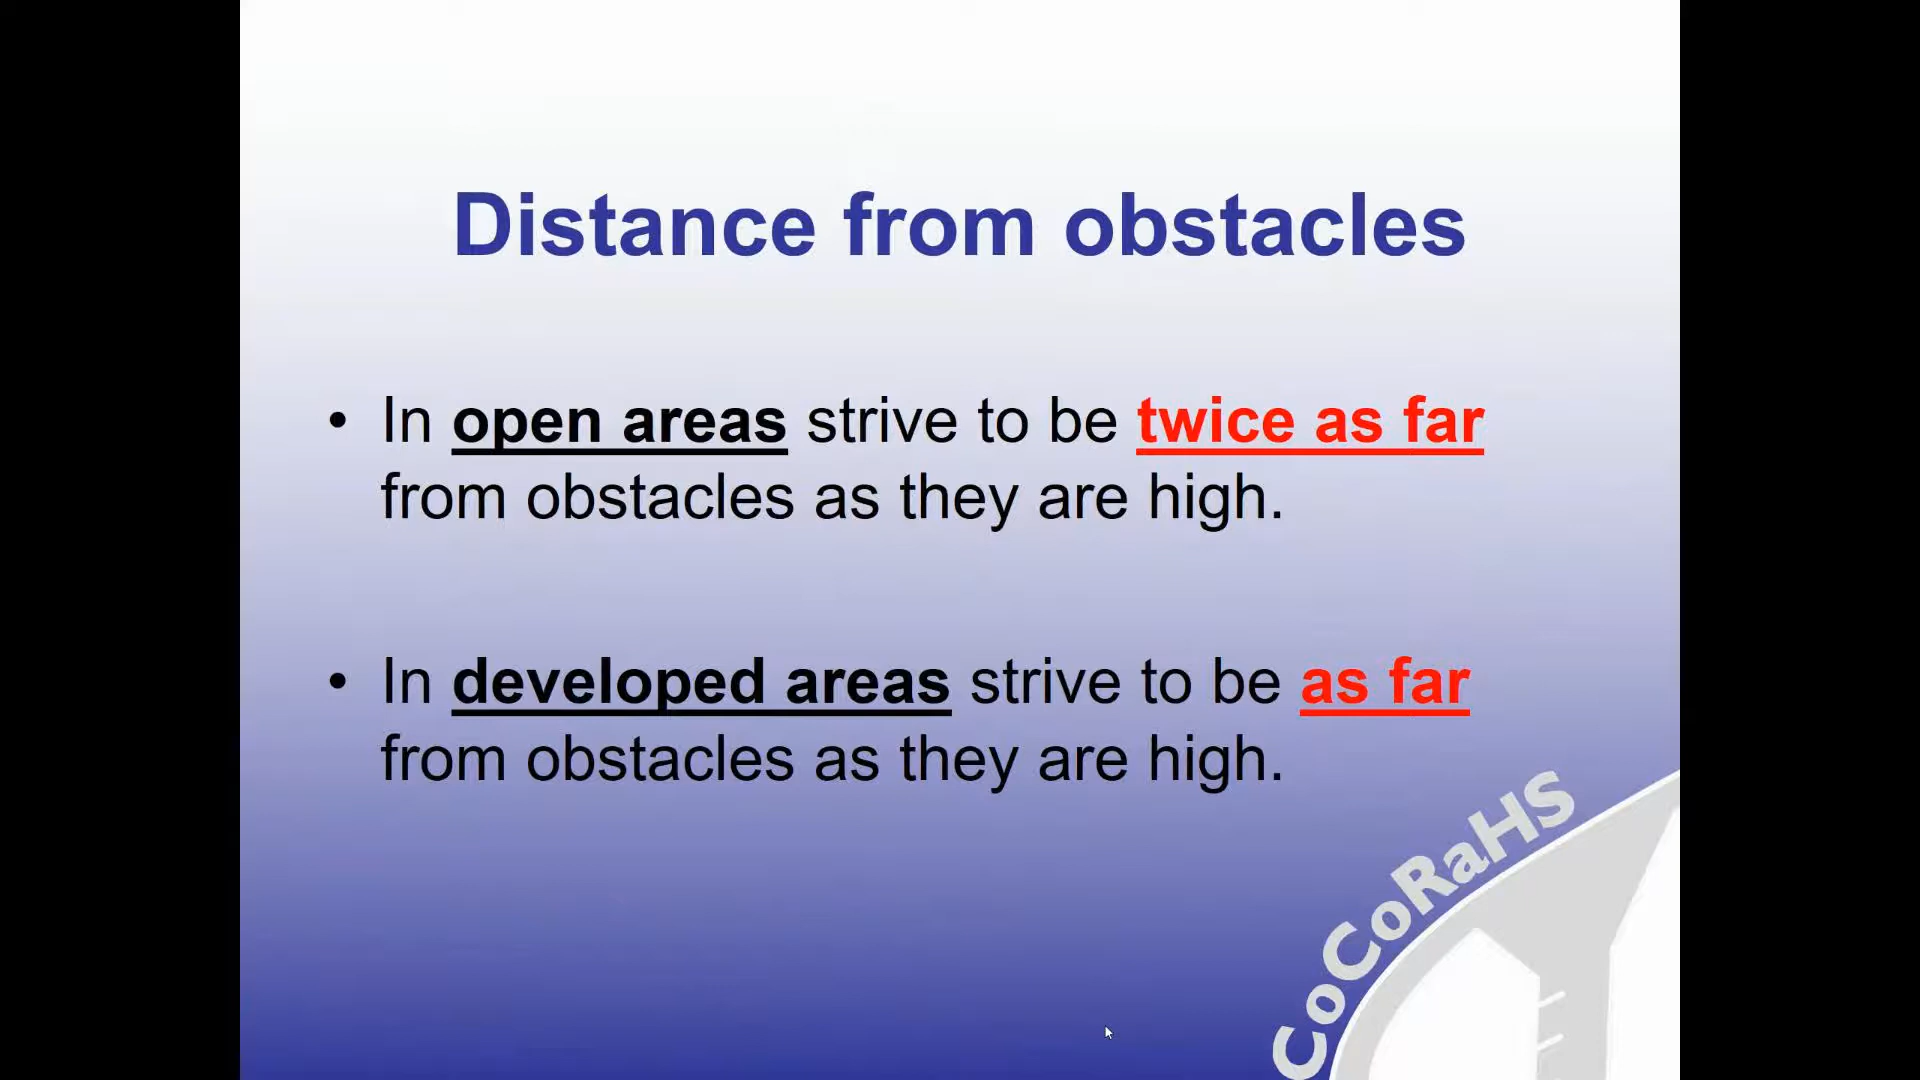 Distance from obstacles
• In open areas strive to be twice as far
from obstacles as they are high.
• In developed areas strive to be as far
from obstacles as they are high.
CoCoRaHS